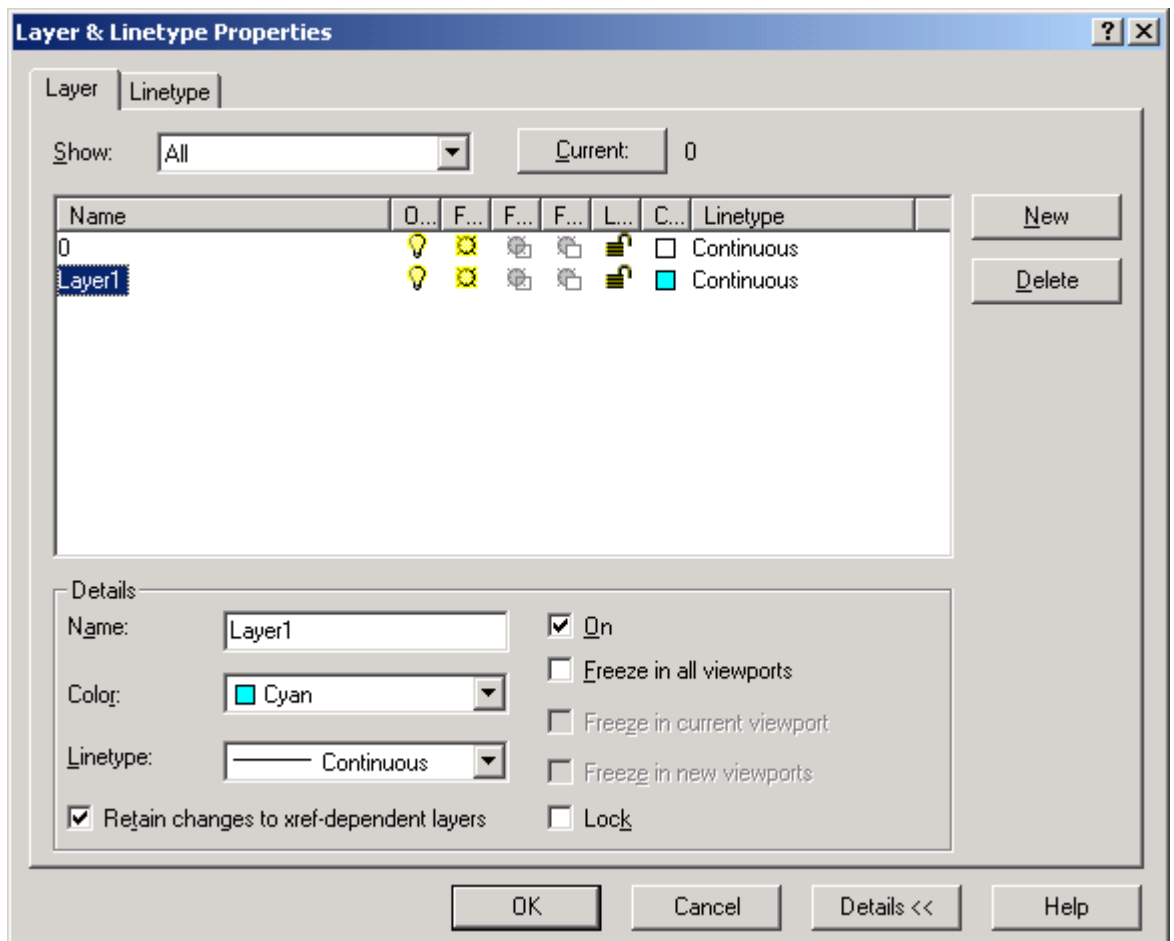 Layer & Linetype Properties
Layer Linetype
Show: All Current: 0
Name O... F... F... F... L... C... Linetype
0 Continuous
Layer1 Continuous
New
Delete
Details
Name: Layer1
Color: Cyan
Linetype: Continuous
Retain changes to xref-dependent layers
On
Freeze in all viewports
Freeze in current viewport
Freeze in new viewports
Lock
OK Cancel Details << Help